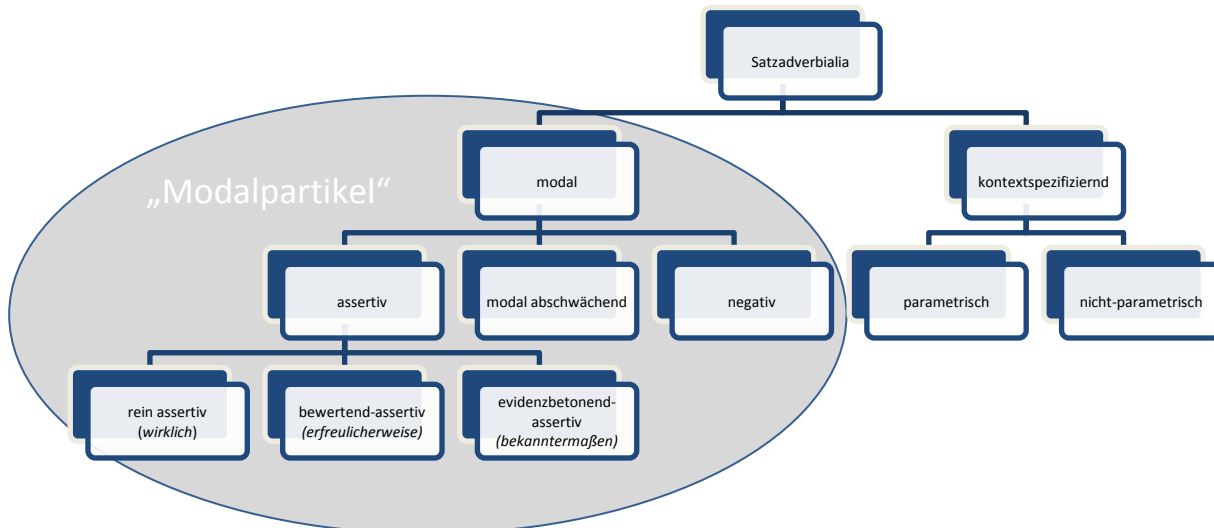 Satzadverbialia
modal
kontextspezifiziernd
„Modalpartikel“
assertiv
modal abschwächend
negativ
parametrisch
nicht-parametrisch
rein assertiv
(wirklich)
bewertend-assertiv
(erfreulicherweise)
evidenzbetonend-
assertiv
(bekanntermaßen)